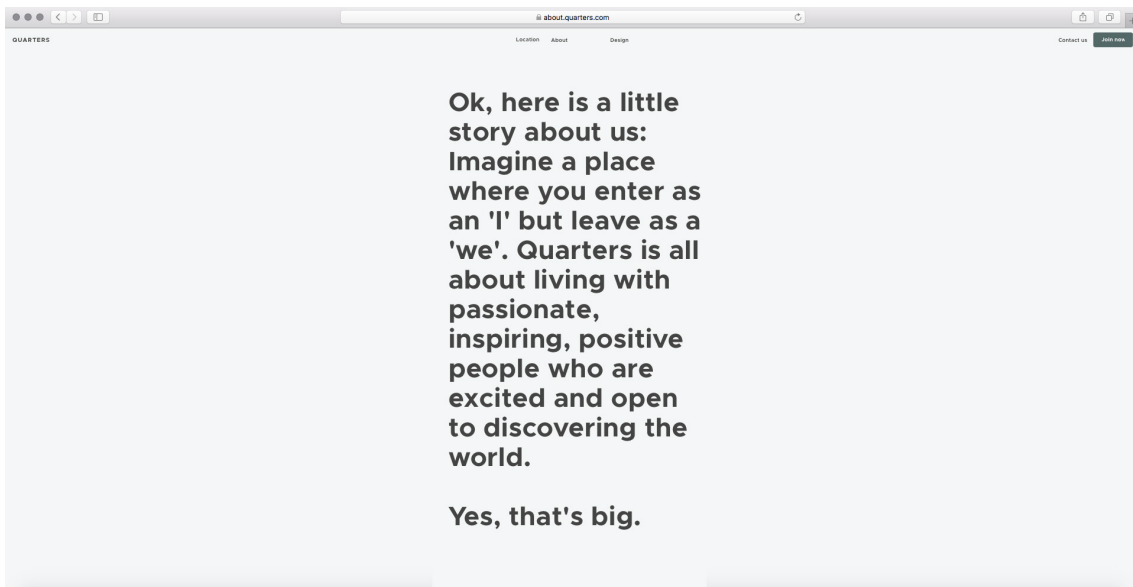 about.quarters.com
QUARTERS
Location About Design
Contact us Join now
Ok, here is a little
story about us:
Imagine a place
where you enter as
an 'I' but leave as a
'we'. Quarters is all
about living with
passionate,
inspiring, positive
people who are
excited and open
to discovering the
world.
Yes, that's big.